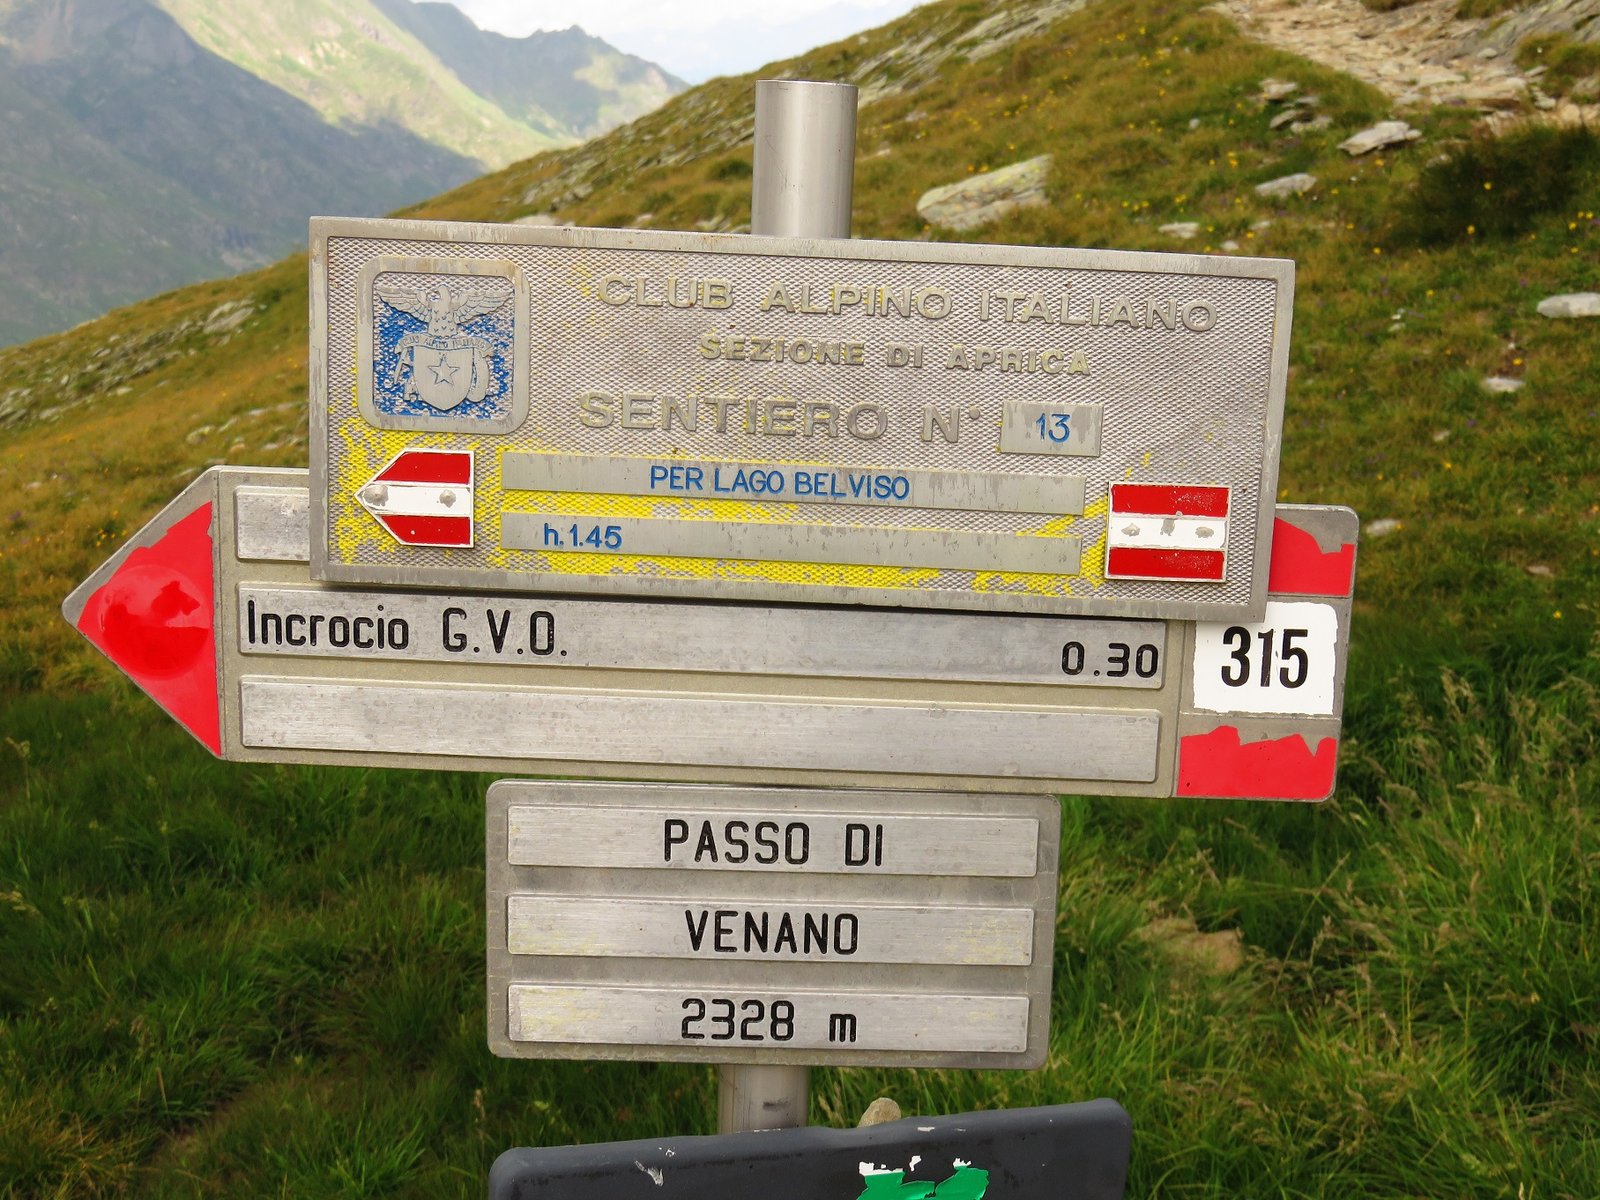 CLUB ALPINO ITALIANO
SEZIONE DI APRICA
SENTIERO N° 13
PER LAGO BELVISO
h.1.45
Incrocio G.V.O. 0.30
315
PASSO DI
VENANO
2328 m